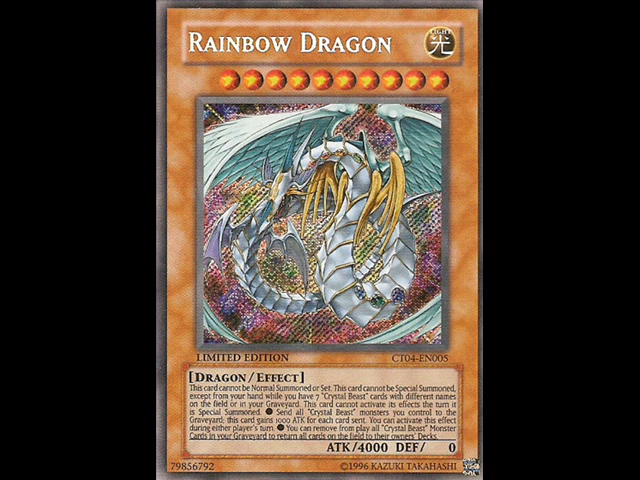 RAINBOW DRAGON
LIGHT
光
LIMITED EDITION
CT04-EN005
[DRAGON/EFFECT]
This card cannot be Normal Summoned or Set. This card cannot be Special Summoned,
except from your hand while you have 7 "Crystal Beast" cards with different names
on the field or in your Graveyard. This card cannot activate its effects the turn it
is Special Summoned. ● Send all "Crystal Beast" monsters you control to the
Graveyard; this card gains 1000 ATK for each card sent. You can activate this effect
during either player's turn. ● You can remove from play all "Crystal Beast" Monster
Cards in your Graveyard to return all cards on the field to their owners' Decks.
ATK/4000 DEF/ 0
79856792
©1996 KAZUKI TAKAHASHI